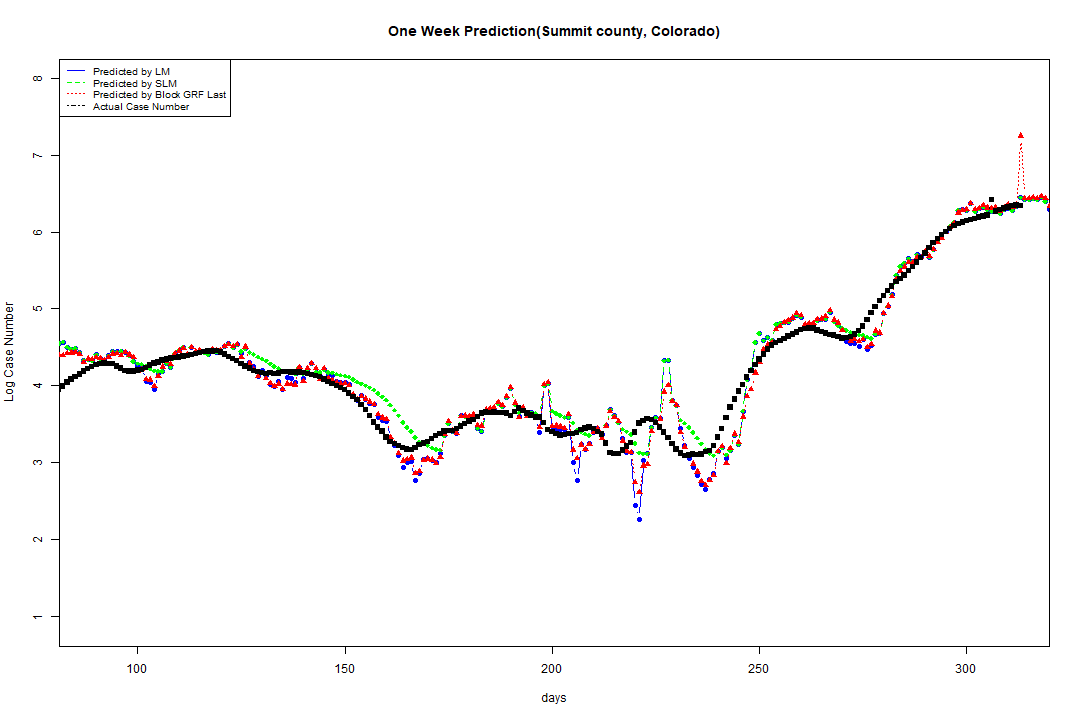 One Week Prediction(Summit county, Colorado)
Predicted by LM
Predicted by SLM
Predicted by Block GRF Last
Actual Case Number
8
7
6
5
4
3
2
1
Log Case Number
100 150 200 250 300
days